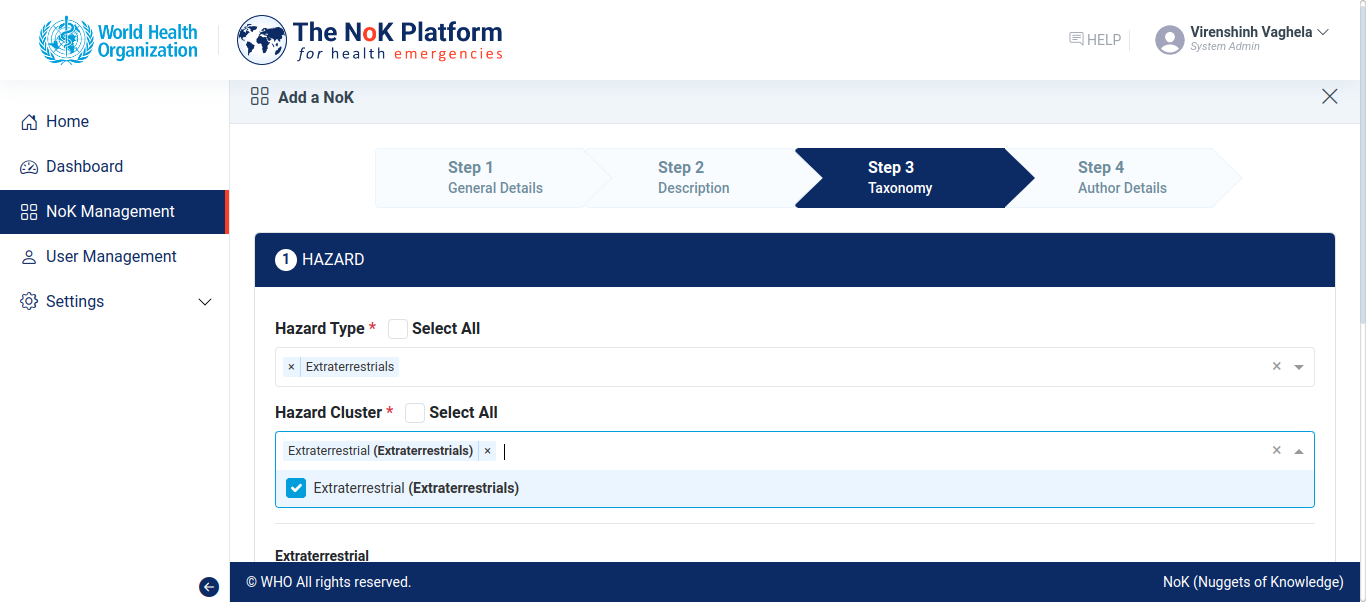 World Health
Organization
The NoK Platform
for health emergencies
HELP
Virenshinh Vaghela
System Admin
Home
Dashboard
NoK Management
User Management
Settings
Add a NoK
Step 1
General Details
Step 2
Description
Step 3
Taxonomy
Step 4
Author Details
1 HAZARD
Hazard Type * Select All
× Extraterrestrials ×
Hazard Cluster * Select All
Extraterrestrial (Extraterrestrials) × ×
Extraterrestrial (Extraterrestrials)
Extraterrestrial
© WHO All rights reserved.
NoK (Nuggets of Knowledge)